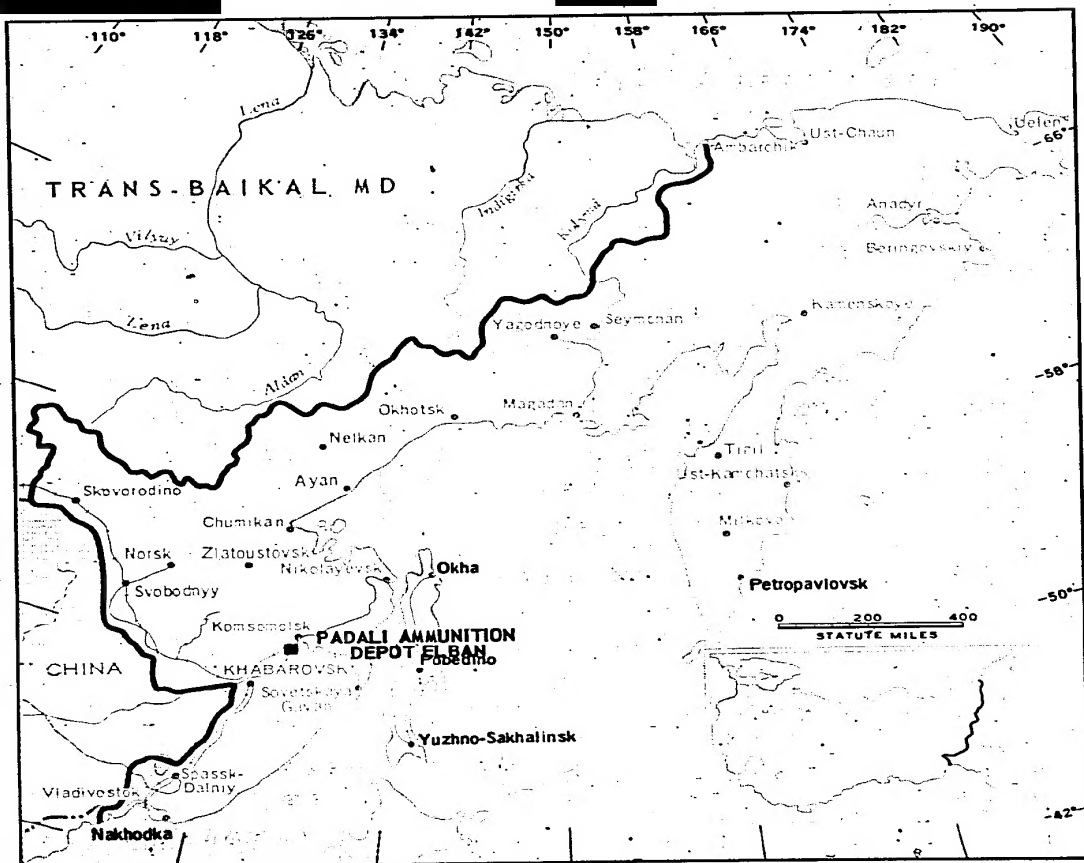 110° 118° 126° 134° 142° 150° 158° 166° 174° 182° 190°
Lena
Uelen
Ust-Chaun
-66°
Ambarchik
TRANS-BAIKAL MD
Indigirka
Kolyma
Anadyr
Vilyuy
Beringovskiy
Kamenskoye
Lena
Yagodnoye
Seymchan
-58°
Aldan
Okhotsk
Magadan
Nelkan
Tigil
Ust-Kamchatsk
Ayan
Skovorodino
Chumikan
Milkovo
Norsk
Zlatoustovsk
Nikolayevsk
Okha
Petropavlovsk
-50°
Svobodnyy
Komsomolsk
0 200 400
STATUTE MILES
PADALI AMMUNITION
DEPOT ELBAN
CHINA
KHABAROVSK
Pobedino
Sovetskaya
Gavan
Yuzhno-Sakhalinsk
Spassk-
Dalniy
Vladivostok
-42°
Nakhodka